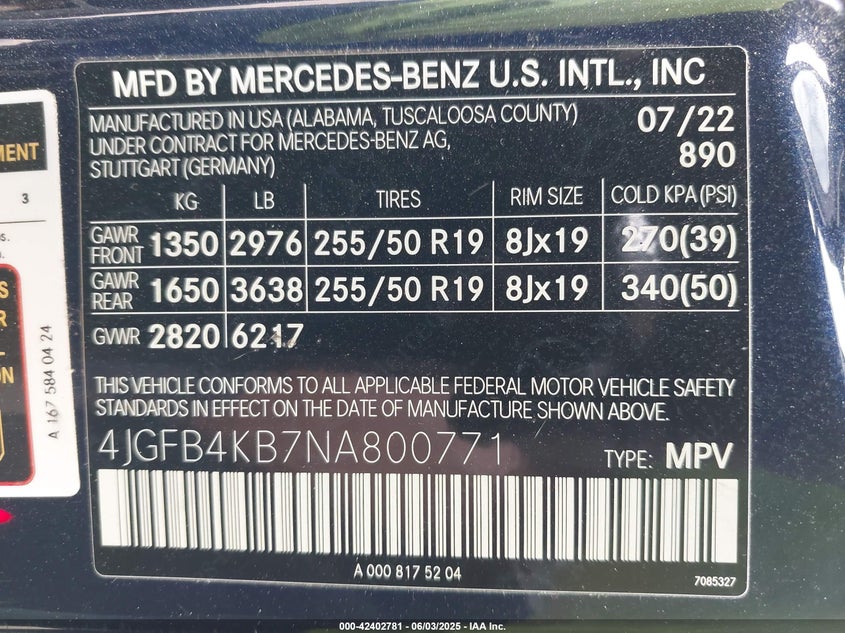 MFD BY MERCEDES-BENZ U.S. INTL., INC
MANUFACTURED IN USA (ALABAMA, TUSCALOOSA COUNTY) 07/22
UNDER CONTRACT FOR MERCEDES-BENZ AG, 890
STUTTGART (GERMANY)
KG LB TIRES RIM SIZE COLD KPA (PSI)
GAWR FRONT 1350 2976 255/50 R19 8Jx19 270(39)
GAWR REAR 1650 3638 255/50 R19 8Jx19 340(50)
GVWR 2820 6217
THIS VEHICLE CONFORMS TO ALL APPLICABLE FEDERAL MOTOR VEHICLE SAFETY
STANDARDS IN EFFECT ON THE DATE OF MANUFACTURE SHOWN ABOVE.
4JGFB4KB7NA800771 TYPE: MPV
A 000 817 52 04
7085327
3
A 167 584 04 24
000-42402781 - 06/03/2025 - IAA Inc.